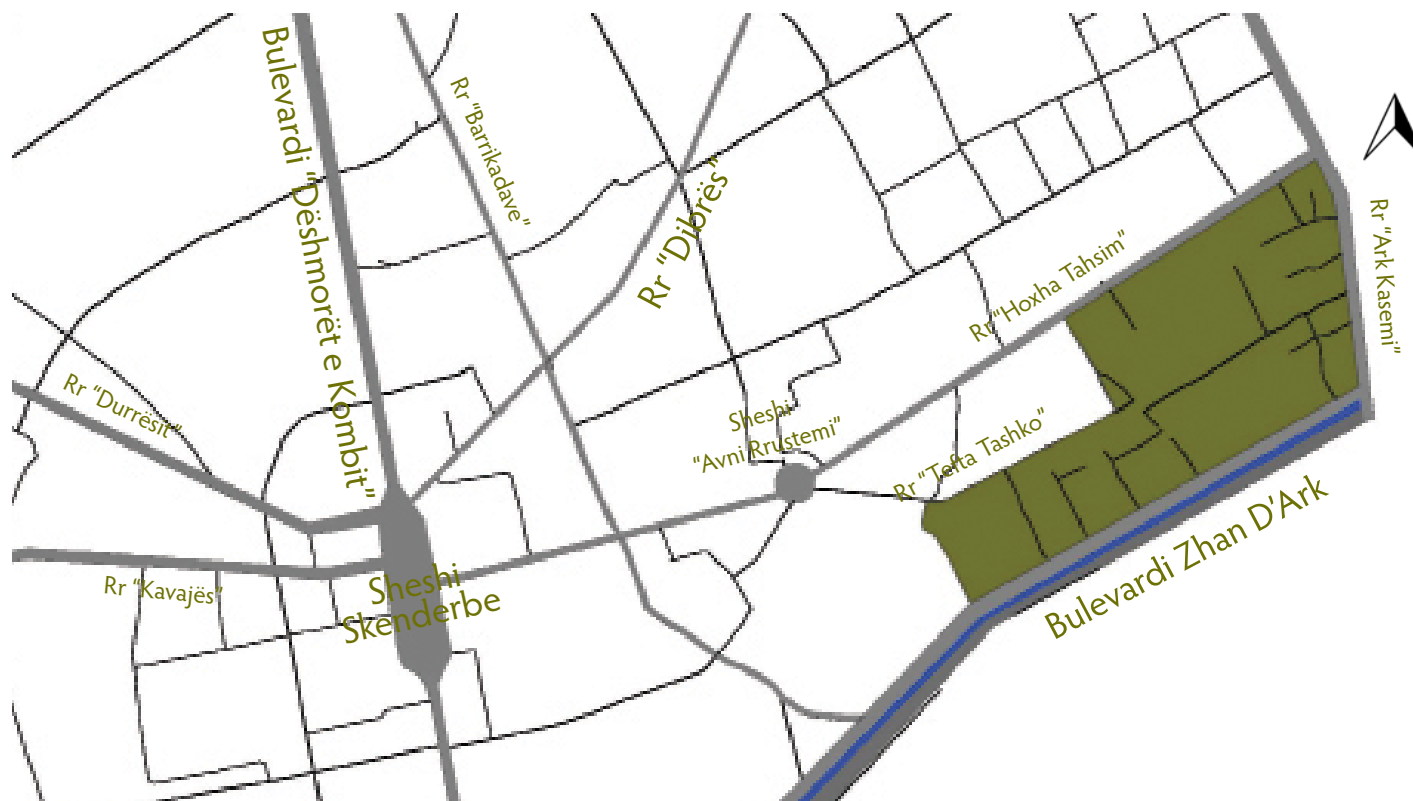 Bulevardi "Dëshmorët e Kombit"
Rr "Barrikadave"
Rr "Dibrës"
Rr "Ark Kasemi"
Rr "Hoxha Tahsim"
Rr "Durrësit"
Sheshi
"Avni Rrustemi"
Rr "Tefta Tashko"
Bulevardi Zhan D'Ark
Rr "Kavajës"
Sheshi
Skenderbe